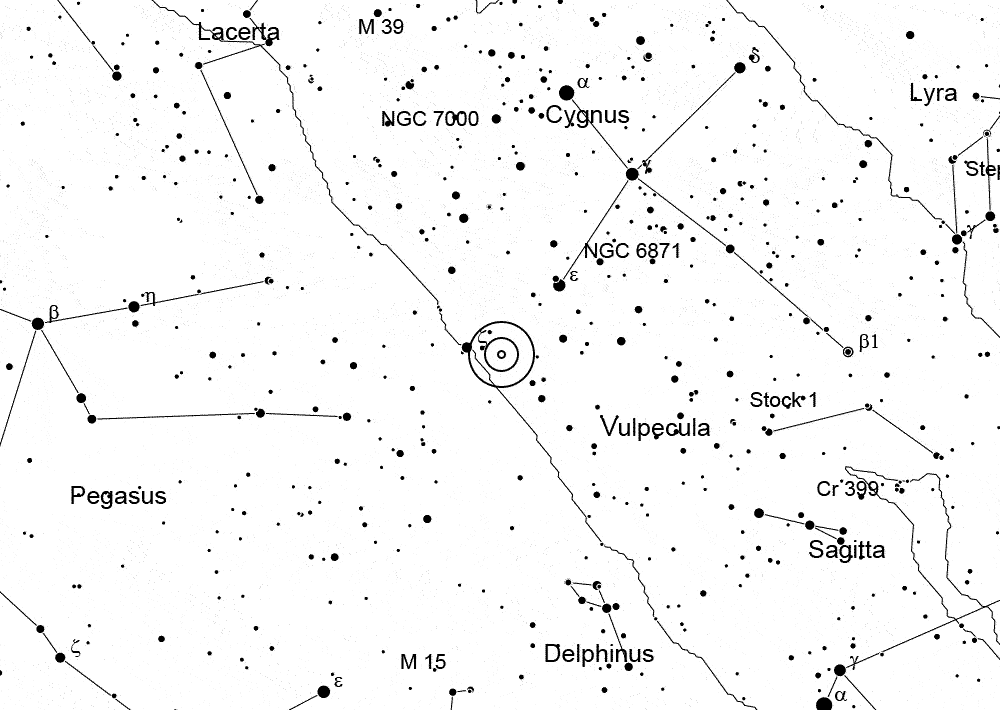 M 39
Lacerta
δ
α
Lyra
Cygnus
NGC 7000
γ
Step
γ
NGC 6871
ε
η
β
ζ
β1
Stock 1
Vulpecula
Cr 399
Pegasus
Sagitta
ζ
Delphinus
M 15
γ
ε
α